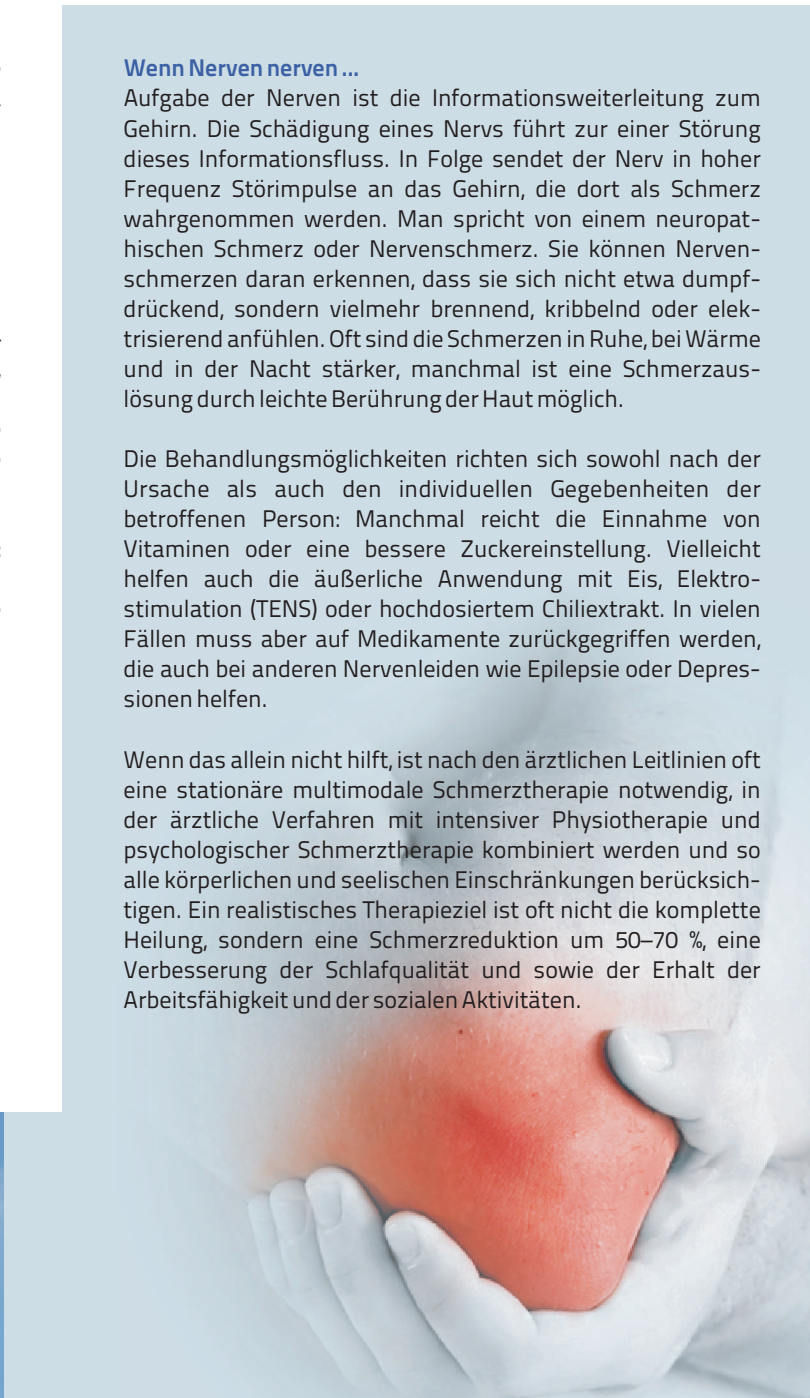 Wenn Nerven nerven ...
Aufgabe der Nerven ist die Informationsweiterleitung zum
Gehirn. Die Schädigung eines Nervs führt zur einer Störung
dieses Informationsfluss. In Folge sendet der Nerv in hoher
Frequenz Störimpulse an das Gehirn, die dort als Schmerz
wahrgenommen werden. Man spricht von einem neuropat-
hischen Schmerz oder Nervenschmerz. Sie können Nerven-
schmerzen daran erkennen, dass sie sich nicht etwa dumpf-
drückend, sondern vielmehr brennend, kribbelnd oder elek-
trisierend anfühlen. Oft sind die Schmerzen in Ruhe, bei Wärme
und in der Nacht stärker, manchmal ist eine Schmerzaus-
lösung durch leichte Berührung der Haut möglich.
Die Behandlungsmöglichkeiten richten sich sowohl nach der
Ursache als auch den individuellen Gegebenheiten der
betroffenen Person: Manchmal reicht die Einnahme von
Vitaminen oder eine bessere Zuckereinstellung. Vielleicht
helfen auch die äußerliche Anwendung mit Eis, Elektro-
stimulation (TENS) oder hochdosiertem Chiliextrakt. In vielen
Fällen muss aber auf Medikamente zurückgegriffen werden,
die auch bei anderen Nervenleiden wie Epilepsie oder Depres-
sionen helfen.
Wenn das allein nicht hilft, ist nach den ärztlichen Leitlinien oft
eine stationäre multimodale Schmerztherapie notwendig, in
der ärztliche Verfahren mit intensiver Physiotherapie und
psychologischer Schmerztherapie kombiniert werden und so
alle körperlichen und seelischen Einschränkungen berücksich-
tigen. Ein realistisches Therapieziel ist oft nicht die komplette
Heilung, sondern eine Schmerzreduktion um 50–70 %, eine
Verbesserung der Schlafqualität und sowie der Erhalt der
Arbeitsfähigkeit und der sozialen Aktivitäten.